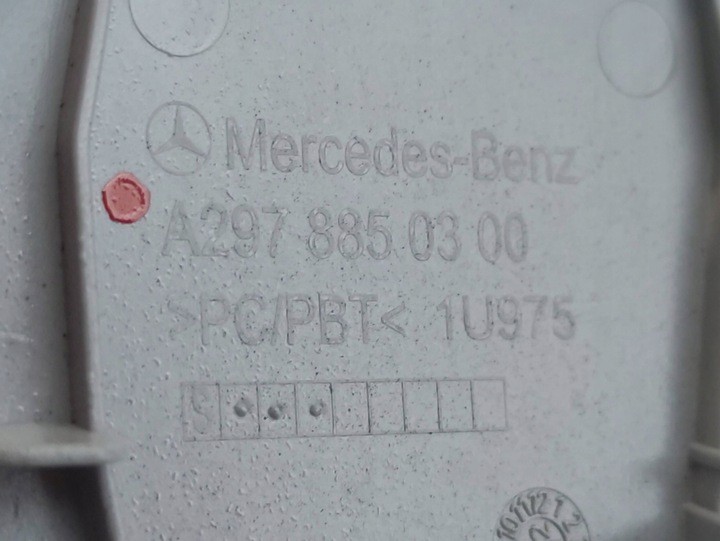 Mercedes-Benz
A297 885 03 00
>PC/PBT< 1U975
S